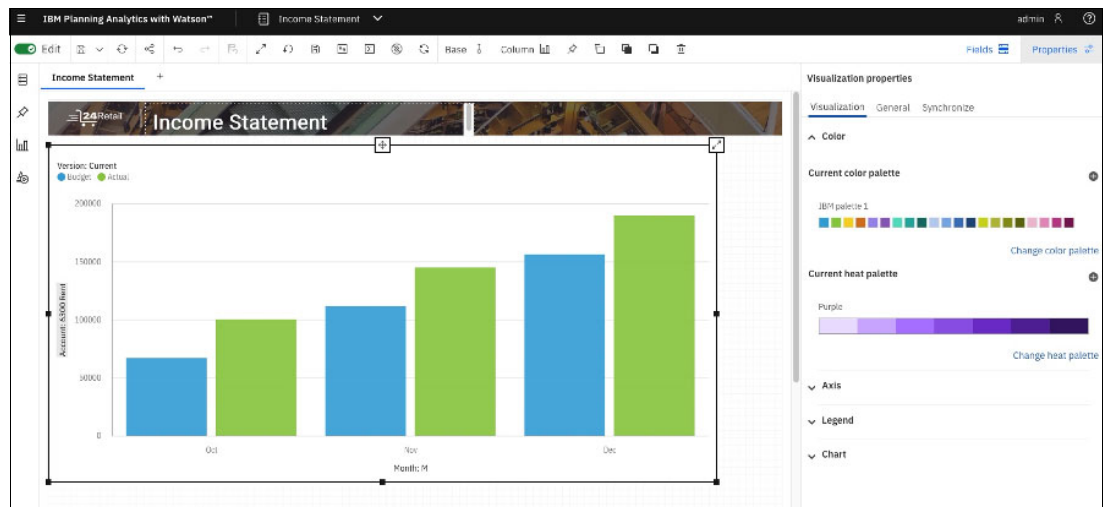 IBM Planning Analytics with Watson™
Income Statement
admin
Edit
Base
Column
Fields
Properties
Income Statement
+
24Retail
Income Statement
Version: Current
Budget
Actual
200000
150000
100000
50000
0
Account: 6300 Rent
Oct
Nov
Dec
Month: M
Visualization properties
Visualization General Synchronize
Color
Current color palette
IBM palette 1
Change color palette
Current heat palette
Purple
Change heat palette
Axis
Legend
Chart